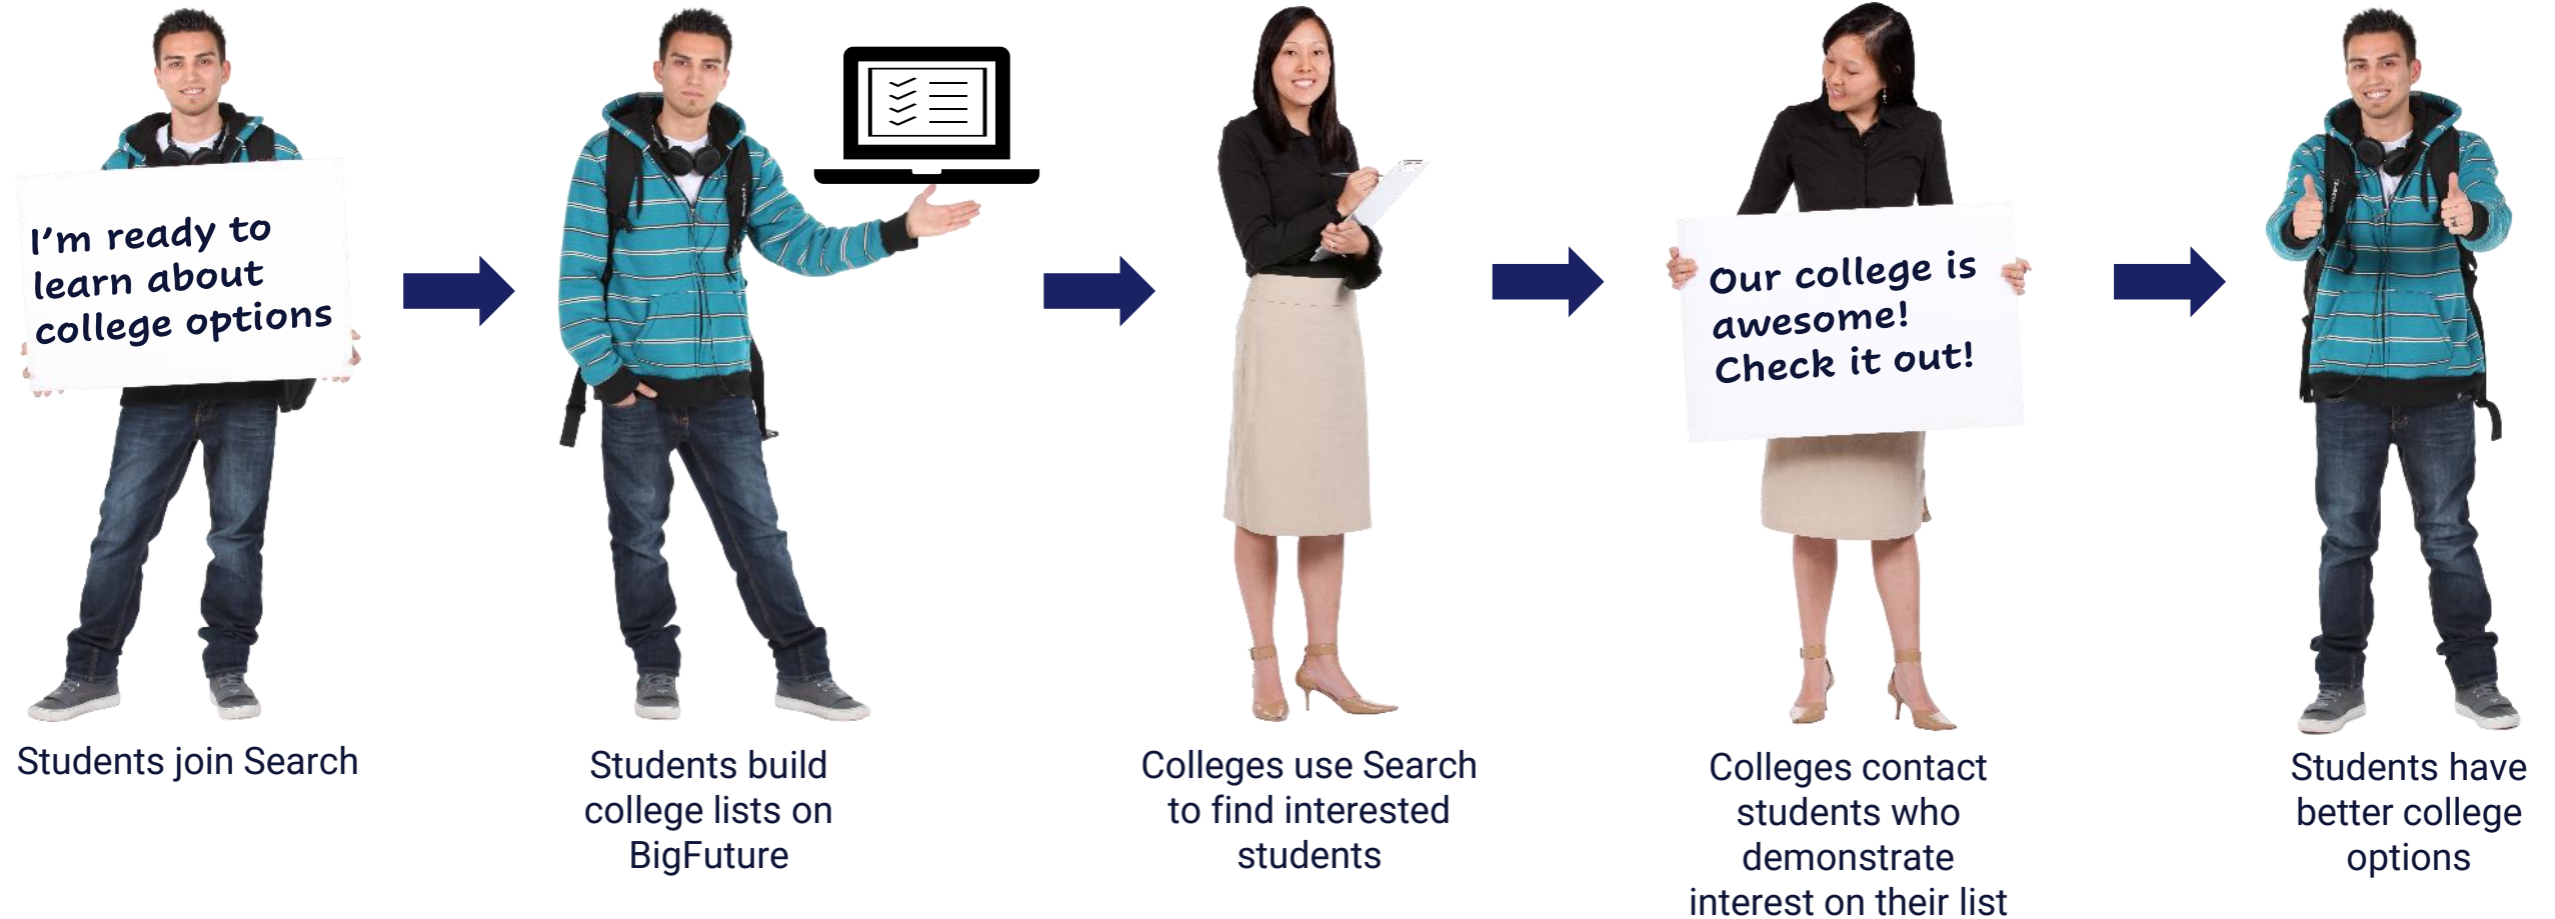 I'm ready to
learn about
college options
Our college is
awesome!
Check it out!
Students join Search
Students build
college lists on
BigFuture
Colleges use Search
to find interested
students
Colleges contact
students who
demonstrate
interest on their list
Students have
better college
options